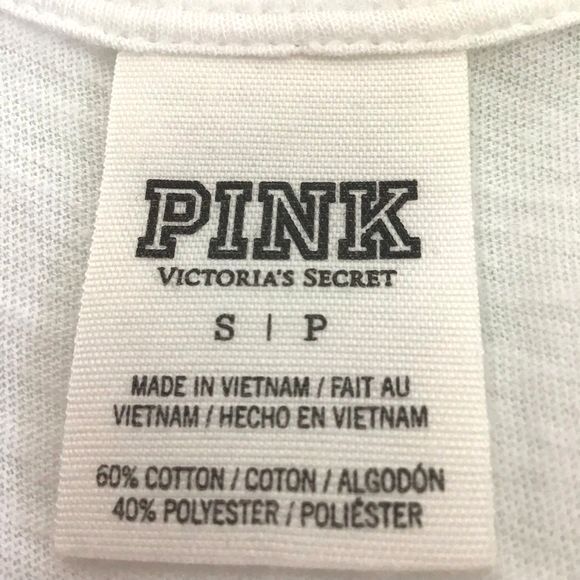 PINK
VICTORIA'S SECRET
S | P
MADE IN VIETNAM / FAIT AU
VIETNAM / HECHO EN VIETNAM
60% COTTON / COTON / ALGODÓN
40% POLYESTER / POLIÉSTER